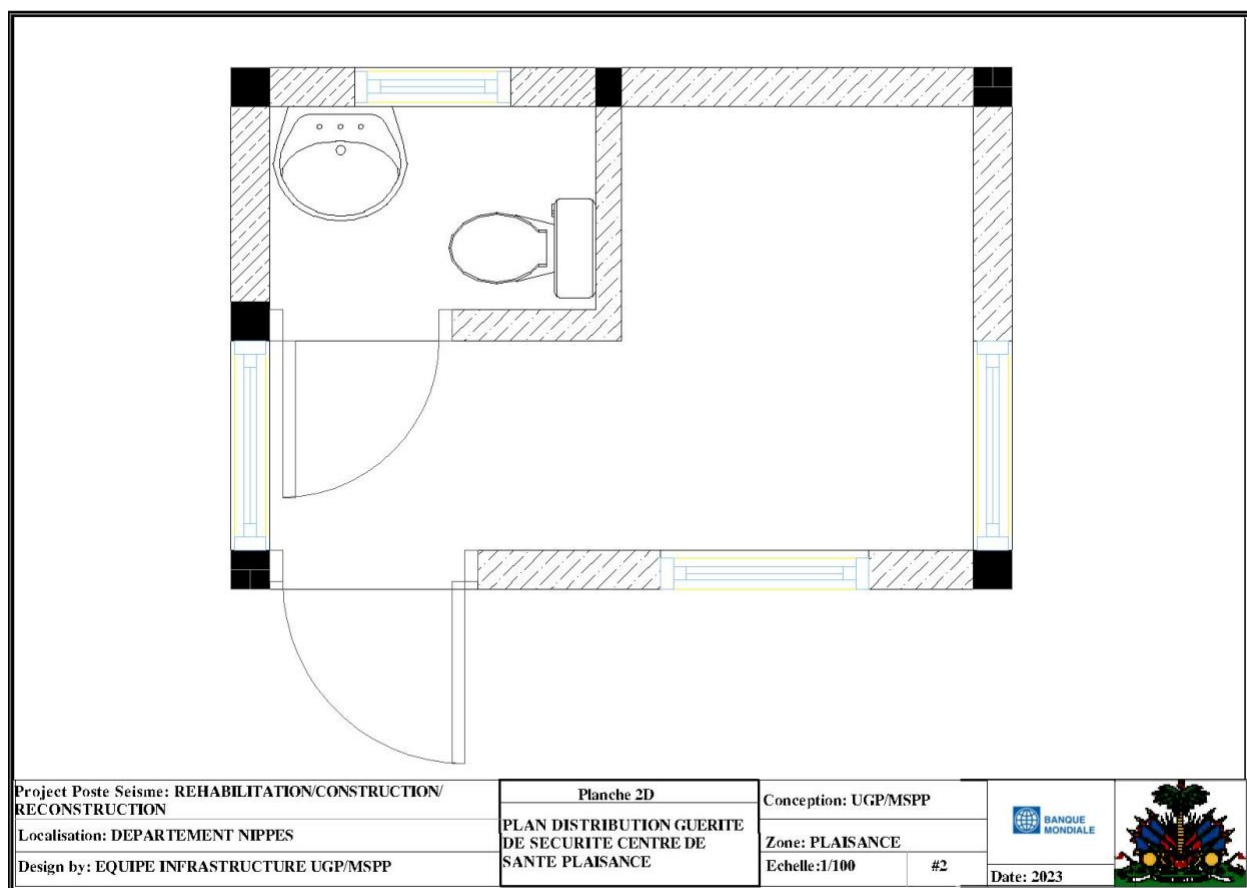 Project Poste Seisme: REHABILITATION/CONSTRUCTION/
RECONSTRUCTION
Localisation: DEPARTEMENT NIPPES
Design by: EQUIPE INFRASTRUCTURE UGP/MSPP
Planche 2D
PLAN DISTRIBUTION GUERITE
DE SECURITE CENTRE DE
SANTE PLAISANCE
Conception: UGP/MSPP
Zone: PLAISANCE
Echelle:1/100
#2
BANQUE
MONDIALE
Date: 2023